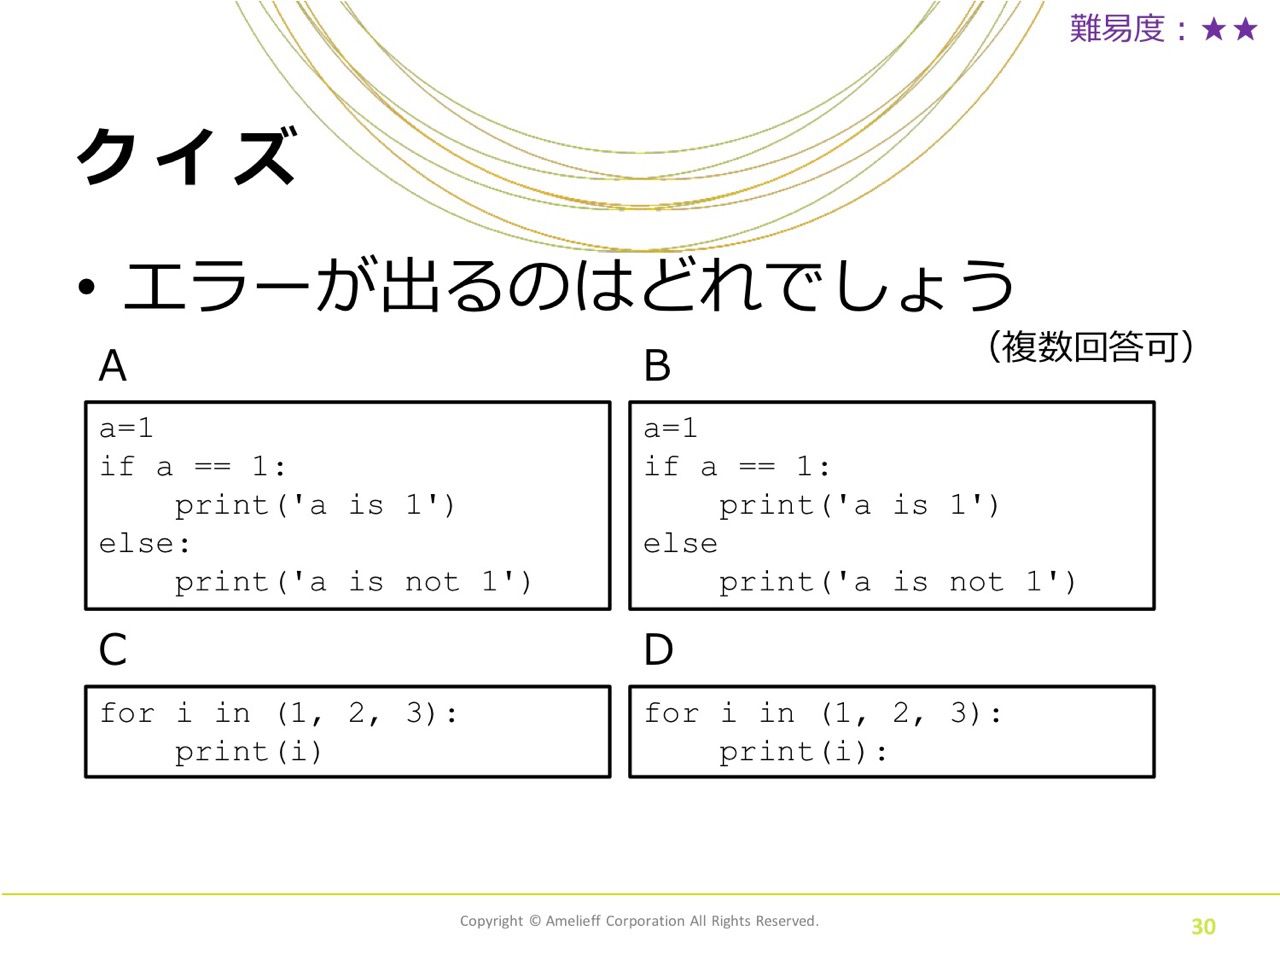 難易度：★★
クイズ
• エラーが出るのはどれでしょう
（複数回答可）
A
a=1
if a == 1:
    print('a is 1')
else:
    print('a is not 1')
B
a=1
if a == 1:
    print('a is 1')
else
    print('a is not 1')
C
for i in (1, 2, 3):
    print(i)
D
for i in (1, 2, 3):
    print(i):
Copyright © Amelieff Corporation All Rights Reserved.
30